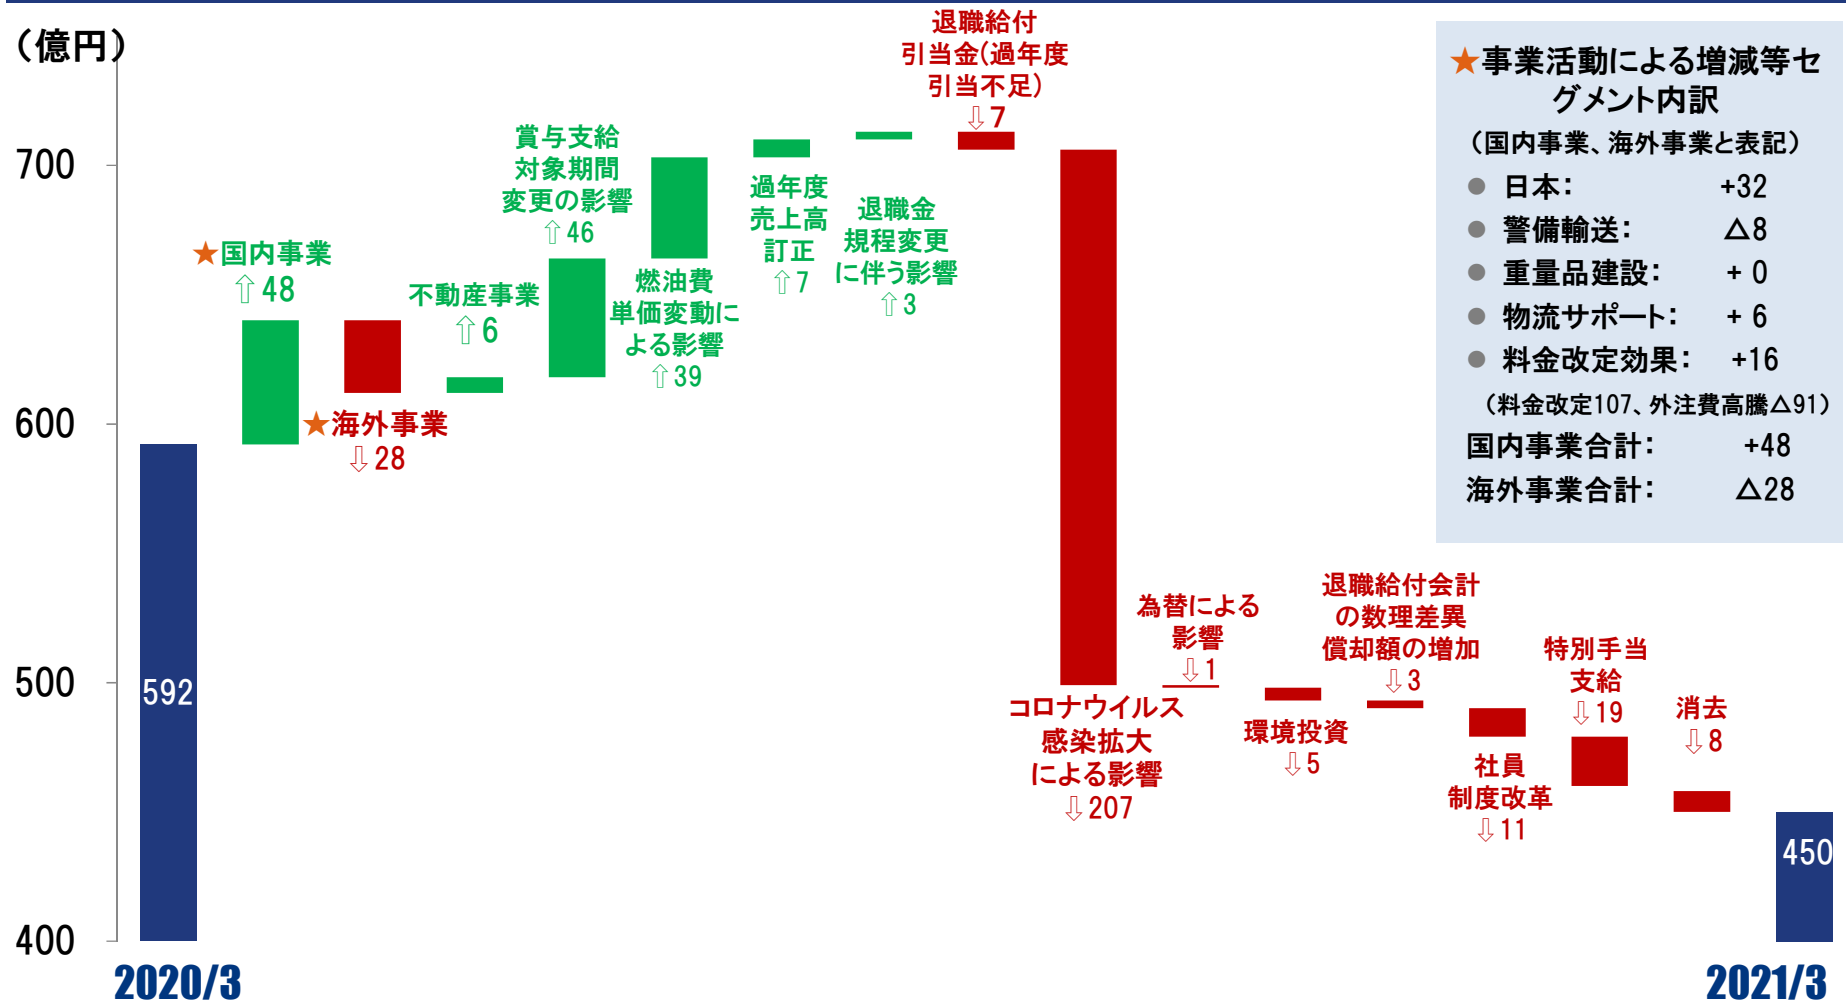 （億円）
700
600
500
400
592
2020/3
★国内事業
⇧48
★海外事業
⇩28
不動産事業
⇧6
賞与支給
対象期間
変更の影響
⇧46
燃油費
単価変動に
よる影響
⇧39
過年度
売上高
訂正
⇧7
退職金
規程変更
に伴う影響
⇧3
退職給付
引当金(過年度
引当不足)
⇩7
コロナウイルス
感染拡大
による影響
⇩207
為替による
影響
⇩1
環境投資
⇩5
退職給付会計
の数理差異
償却額の増加
⇩3
社員
制度改革
⇩11
特別手当
支給
⇩19
消去
⇩8
450
2021/3
★事業活動による増減等セ
グメント内訳
（国内事業、海外事業と表記）
● 日本： +32
● 警備輸送： △8
● 重量品建設： + 0
● 物流サポート： + 6
● 料金改定効果： +16
（料金改定107、外注費高騰△91）
国内事業合計： +48
海外事業合計： △28